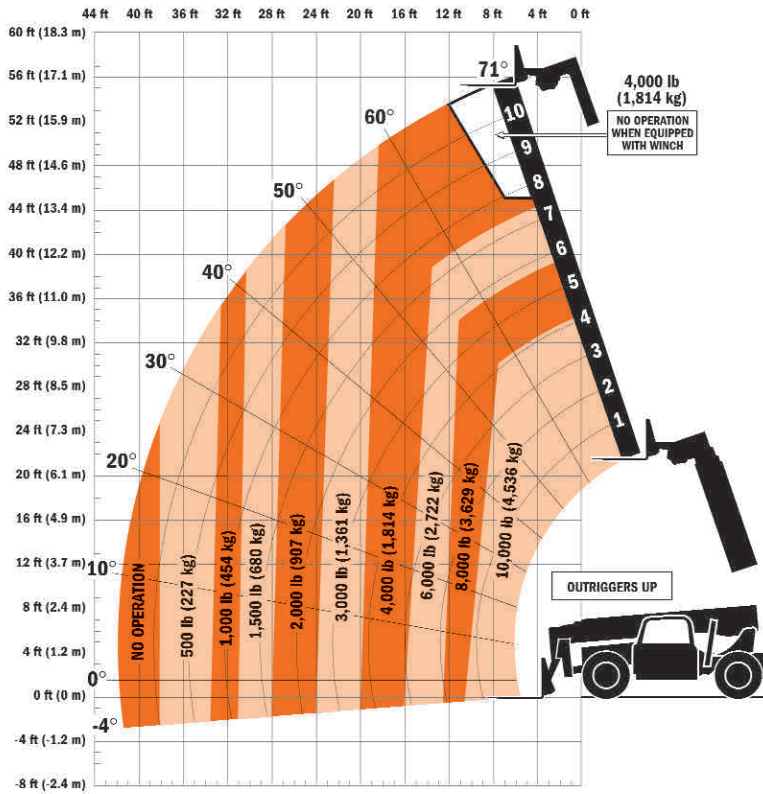 44 ft 40 ft 36 ft 32 ft 28 ft 24 ft 20 ft 16 ft 12 ft 8 ft 4 ft 0 ft
60 ft (18.3 m)
56 ft (17.1 m)
52 ft (15.9 m)
48 ft (14.6 m)
44 ft (13.4 m)
40 ft (12.2 m)
36 ft (11.0 m)
32 ft (9.8 m)
28 ft (8.5 m)
24 ft (7.3 m)
20 ft (6.1 m)
16 ft (4.9 m)
12 ft (3.7 m)
8 ft (2.4 m)
4 ft (1.2 m)
0 ft (0 m)
-4 ft (-1.2 m)
-8 ft (-2.4 m)
71°
60°
50°
40°
30°
20°
10°
0°
-4°
10
9
8
7
6
5
4
3
2
1
4,000 lb
(1,814 kg)
NO OPERATION
WHEN EQUIPPED
WITH WINCH
NO OPERATION
500 lb (227 kg)
1,000 lb (454 kg)
1,500 lb (680 kg)
2,000 lb (907 kg)
3,000 lb (1,361 kg)
4,000 lb (1,814 kg)
6,000 lb (2,722 kg)
8,000 lb (3,629 kg)
10,000 lb (4,536 kg)
OUTRIGGERS UP